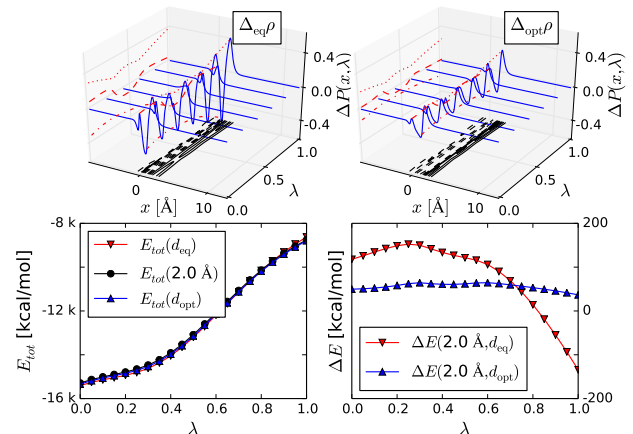 Δeqρ
0.4
0.0
-0.4
ΔP(x,λ)
0
10
x [Å]
0.0
0.5
1.0
λ
Δoptρ
0.4
0.0
-0.4
ΔP(x,λ)
0
10
x [Å]
0.0
0.5
1.0
λ
-8 k
-12 k
-16 k
Etot [kcal/mol]
Etot(deq)
Etot(2.0 Å)
Etot(dopt)
0.0 0.2 0.4 0.6 0.8 1.0
λ
200
0
-200
ΔE [kcal/mol]
ΔE(2.0 Å,deq)
ΔE(2.0 Å,dopt)
0.0 0.2 0.4 0.6 0.8 1.0
λ